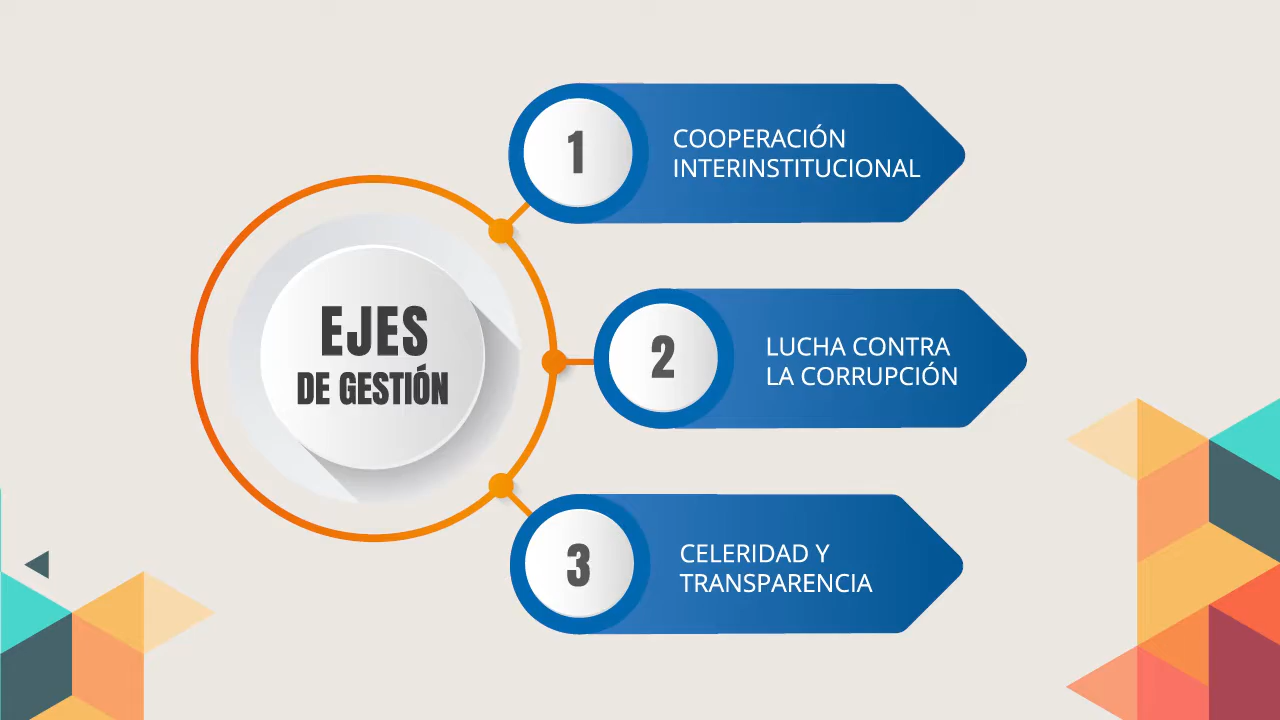 EJES
DE GESTIÓN
1
COOPERACIÓN
INTERINSTITUCIONAL
2
LUCHA CONTRA
LA CORRUPCIÓN
3
CELERIDAD Y
TRANSPARENCIA